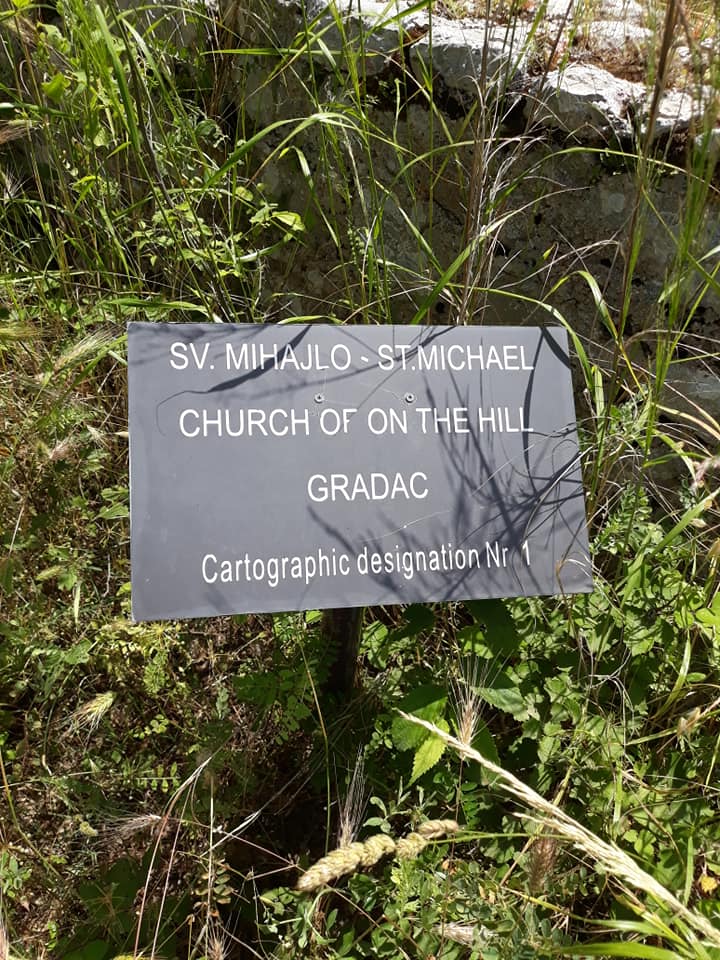 SV. MIHAJLO - ST.MICHAEL
CHURCH OF ON THE HILL
GRADAC
Cartographic designation Nr. 1